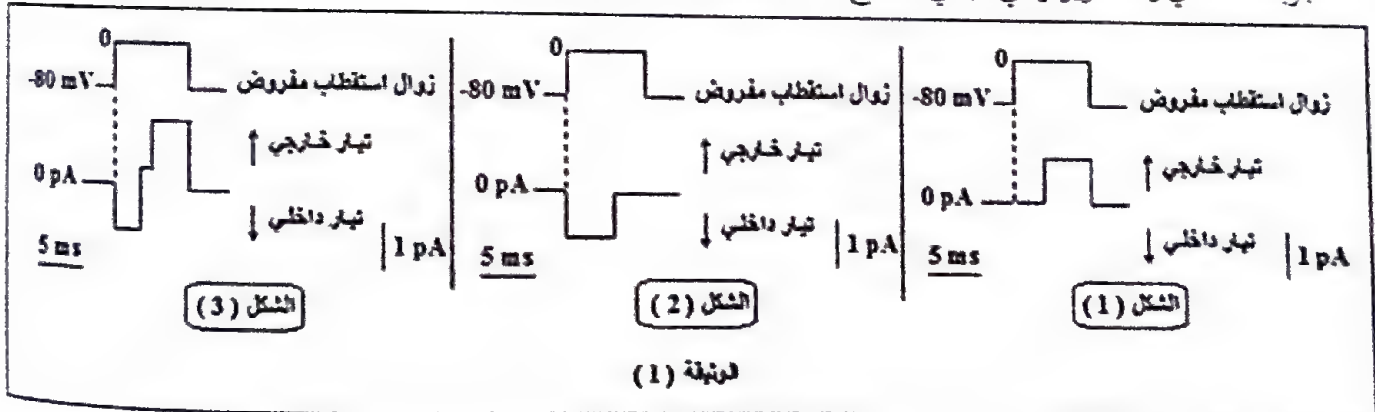 0
-80 mV
زوال استقطاب مفروض
تيار خارجي
0 pA
تيار داخلي
1 pA
5 ms
الشكل (1)
0
-80 mV
زوال استقطاب مفروض
تيار خارجي
0 pA
تيار داخلي
1 pA
5 ms
الشكل (2)
0
-80 mV
زوال استقطاب مفروض
تيار خارجي
0 pA
تيار داخلي
1 pA
5 ms
الشكل (3)
الوثيقة (1)